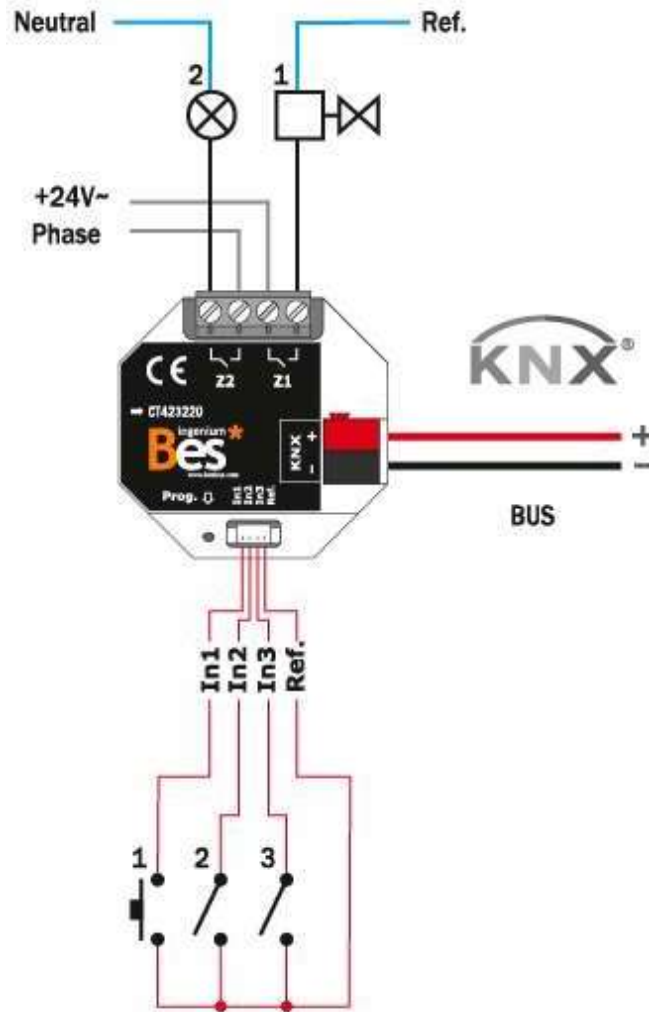 Neutral
Ref.
2
1
+24V~
Phase
CE
Z2
Z1
KNX®
CT423220
ingenium
Bes*
KNX
+
-
+
-
BUS
Prog.
In1
In2
In3
Ref.
In1
In2
In3
Ref.
1
2
3